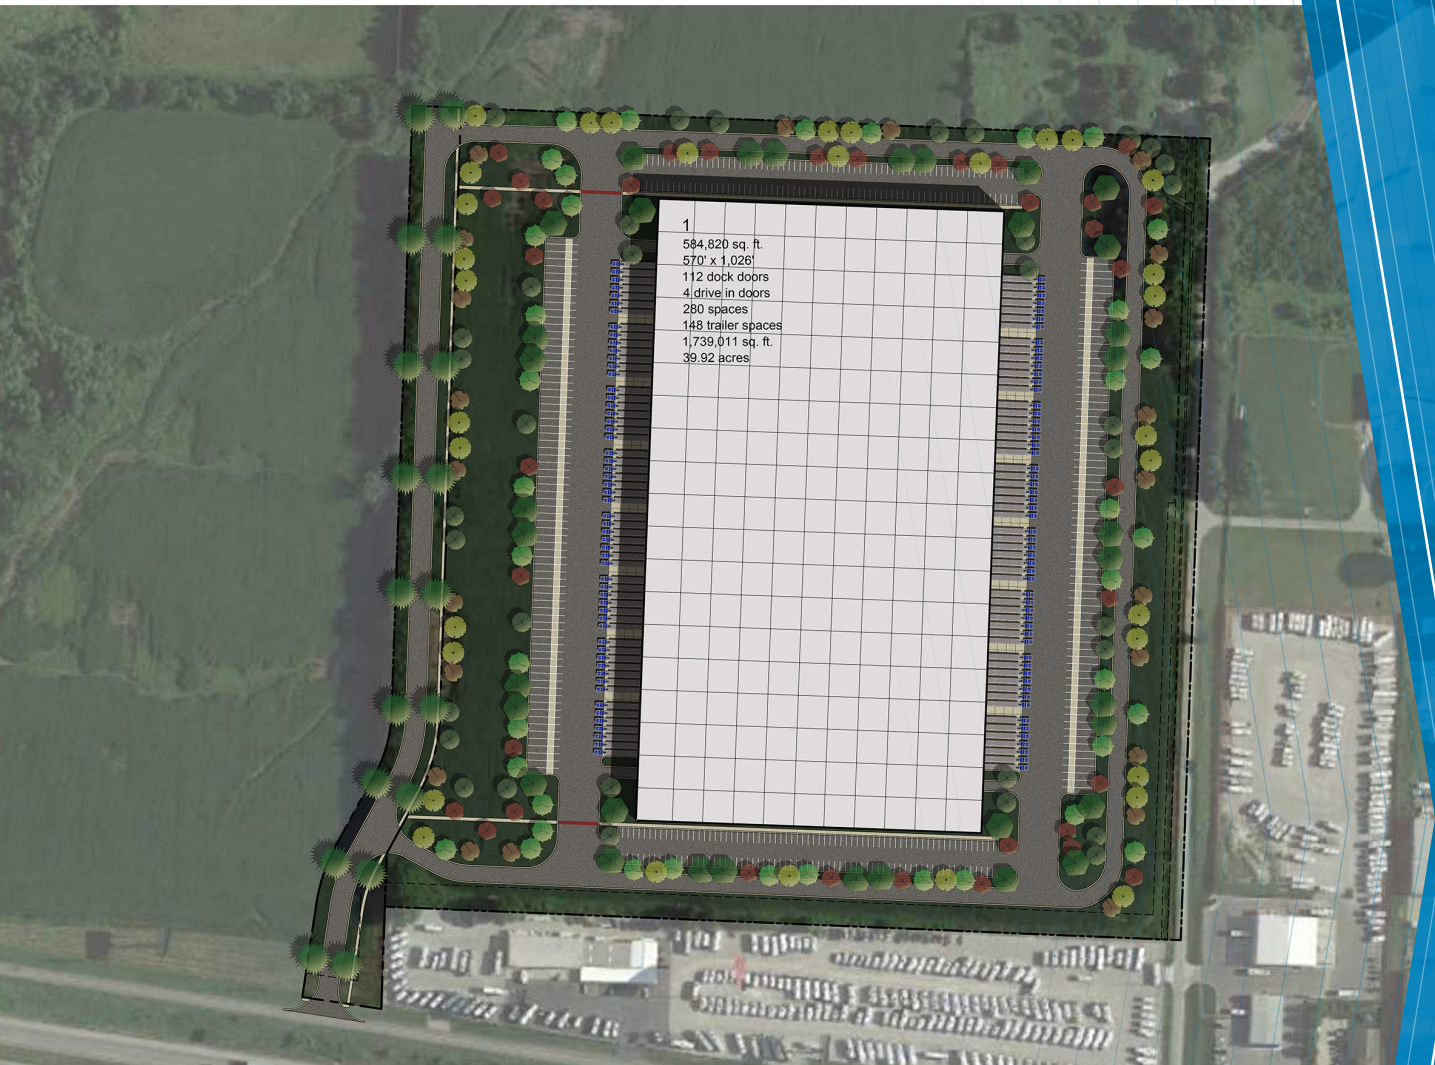 1
584,820 sq. ft.
570' x 1,026'
112 dock doors
4 drive in doors
280 spaces
148 trailer spaces
1,739,011 sq. ft.
39.92 acres